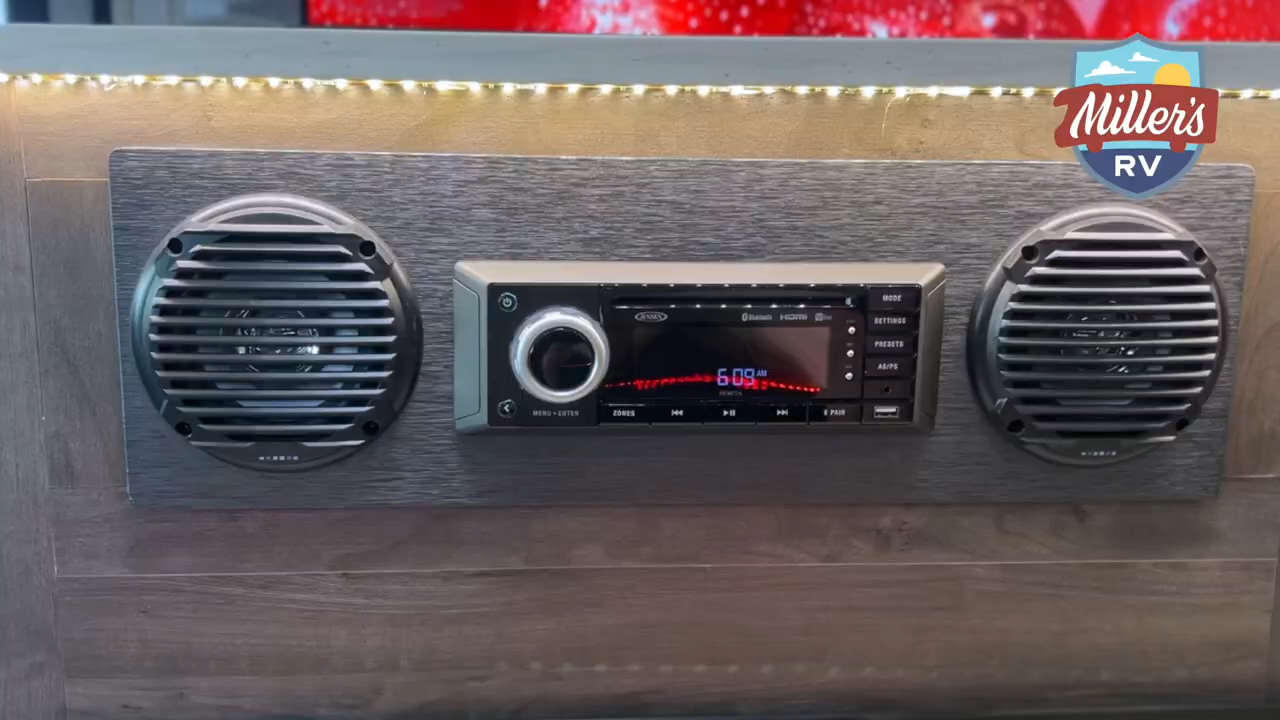 Miller's
RV
JENSEN
Bluetooth HDMI
MODE
SETTINGS
PRESETS
AS/PS
6:09 AM
MENU • ENTER
ZONES
PAIR